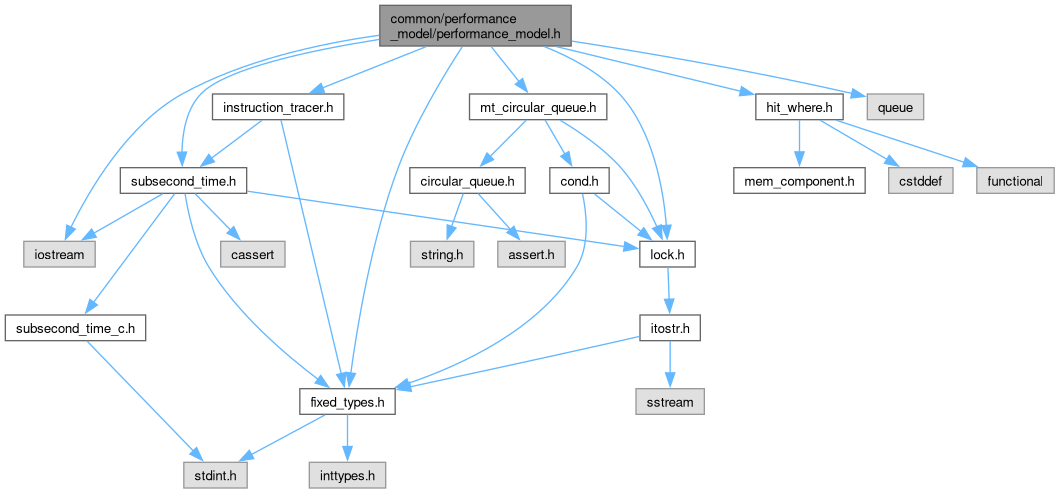 common/performance
_model/performance_model.h
instruction_tracer.h
mt_circular_queue.h
hit_where.h
queue
subsecond_time.h
circular_queue.h
cond.h
mem_component.h
cstddef
functional
iostream
cassert
string.h
assert.h
lock.h
subsecond_time_c.h
itostr.h
fixed_types.h
sstream
stdint.h
inttypes.h